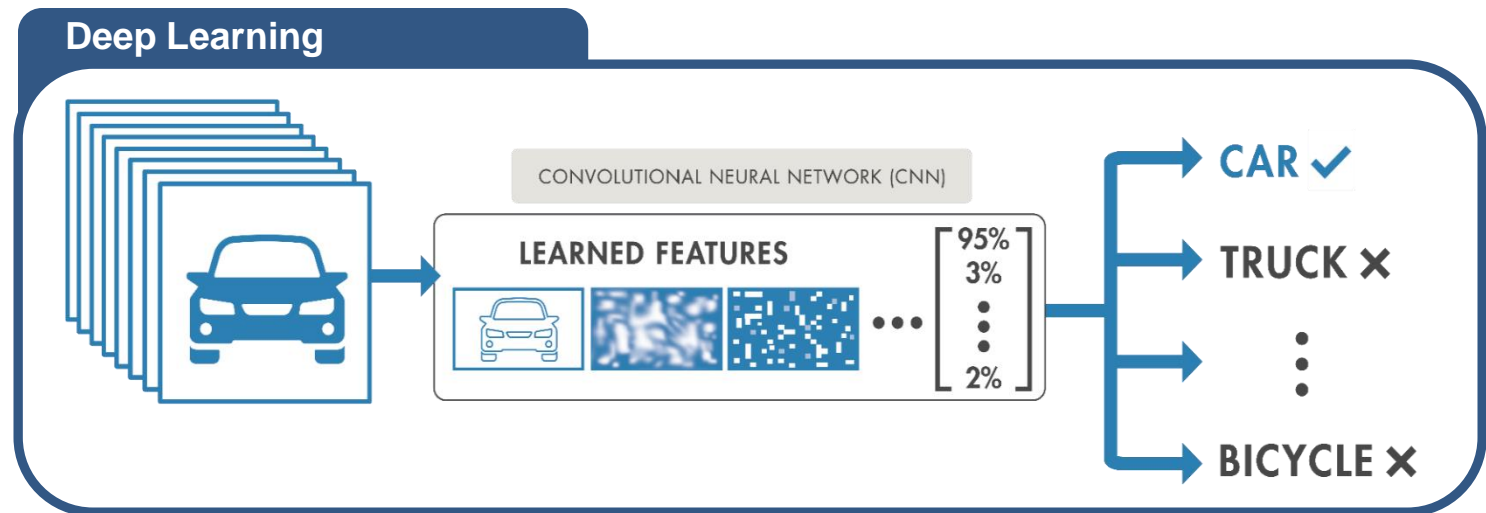 Deep Learning
CONVOLUTIONAL NEURAL NETWORK (CNN)
LEARNED FEATURES
95%
3%
2%
CAR ✓
TRUCK ✕
BICYCLE ✕